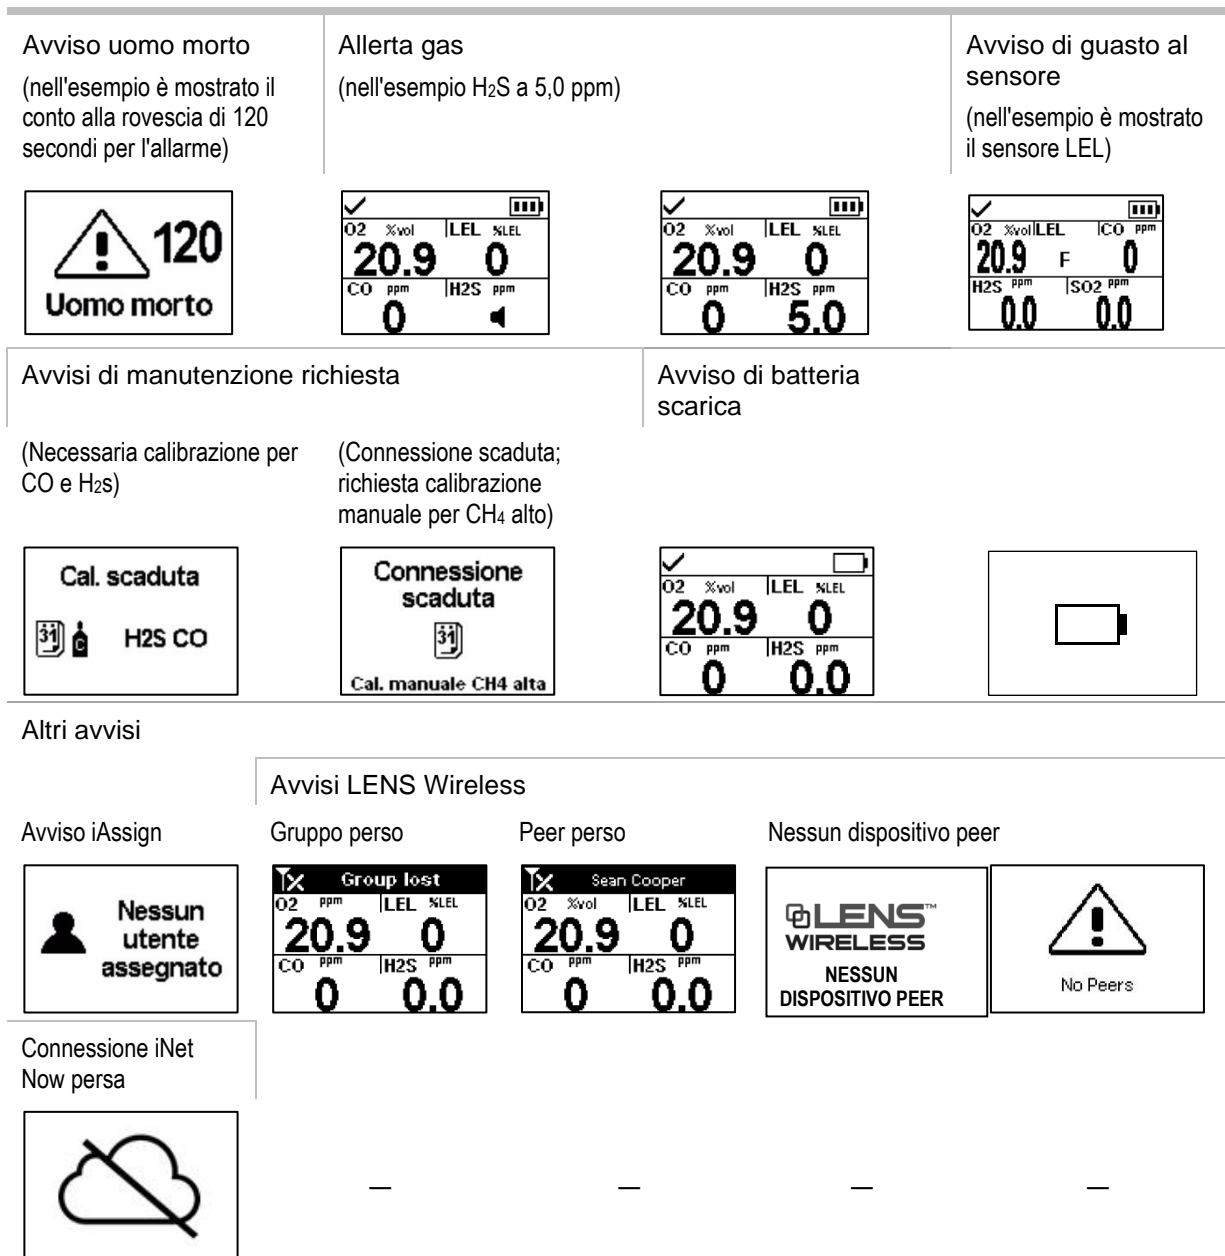 Avviso uomo morto
(nell'esempio è mostrato il
conto alla rovescia di 120
secondi per l'allarme)
Allerta gas
(nell'esempio H2S a 5,0 ppm)
Avviso di guasto al
sensore
(nell'esempio è mostrato
il sensore LEL)
120
Uomo morto
O2 %vol LEL %LEL
20.9 0
CO ppm H2S ppm
0
O2 %vol LEL %LEL
20.9 0
CO ppm H2S ppm
0 5.0
O2 %vol LEL CO ppm
20.9 F 0
H2S ppm SO2 ppm
0.0 0.0
Avvisi di manutenzione richiesta
Avviso di batteria
scarica
(Necessaria calibrazione per
CO e H2s)
(Connessione scaduta;
richiesta calibrazione
manuale per CH4 alto)
Cal. scaduta
31 C H2S CO
Connessione
scaduta
31
Cal. manuale CH4 alta
O2 %vol LEL %LEL
20.9 0
CO ppm H2S ppm
0 0.0
Altri avvisi
Avvisi LENS Wireless
Avviso iAssign
Gruppo perso
Peer perso
Nessun dispositivo peer
Nessun
utente
assegnato
Group lost
O2 ppm LEL %LEL
20.9 0
CO ppm H2S ppm
0 0.0
Sean Cooper
O2 %vol LEL %LEL
20.9 0
CO ppm H2S ppm
0 0.0
LENS™
WIRELESS
NESSUN
DISPOSITIVO PEER
No Peers
Connessione iNet
Now persa
— — — —